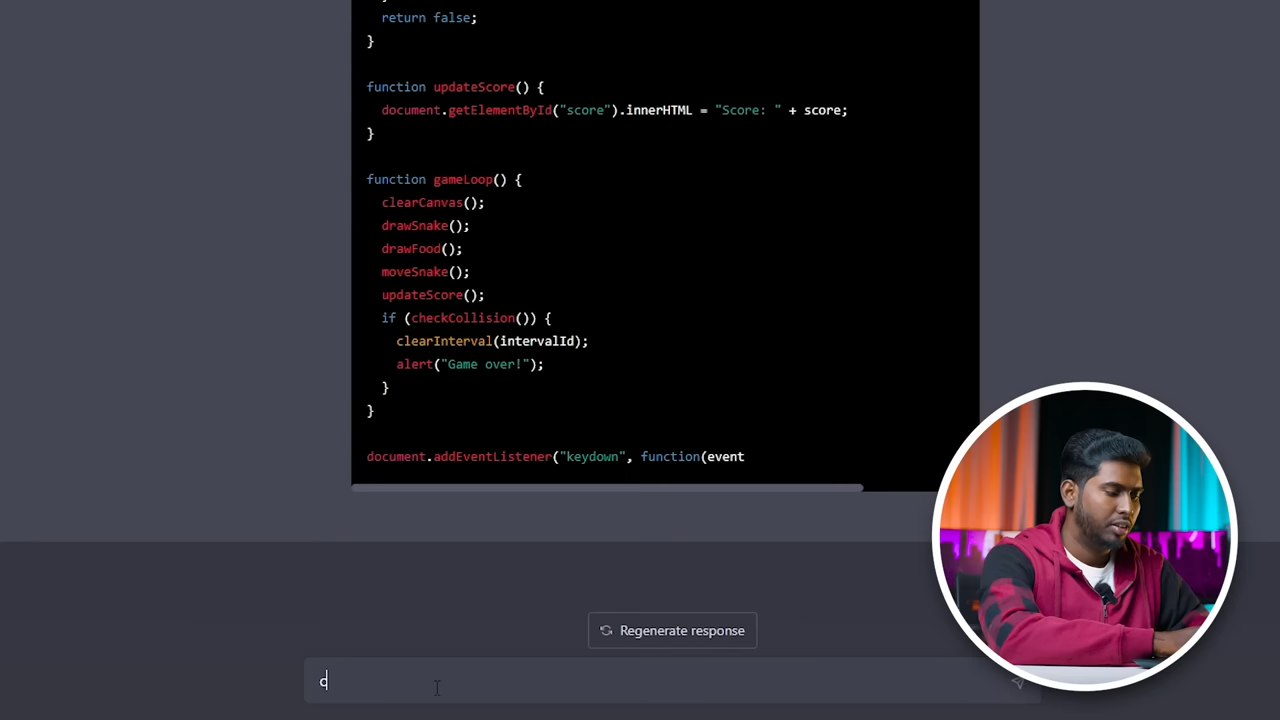 return false;
}
function updateScore() {
document.getElementById("score").innerHTML = "Score: " + score;
}
function gameLoop() {
clearCanvas();
drawSnake();
drawFood();
moveSnake();
updateScore();
if (checkCollision()) {
clearInterval(intervalId);
alert("Game over!");
}
}
document.addEventListener("keydown", function(event
Regenerate response
c